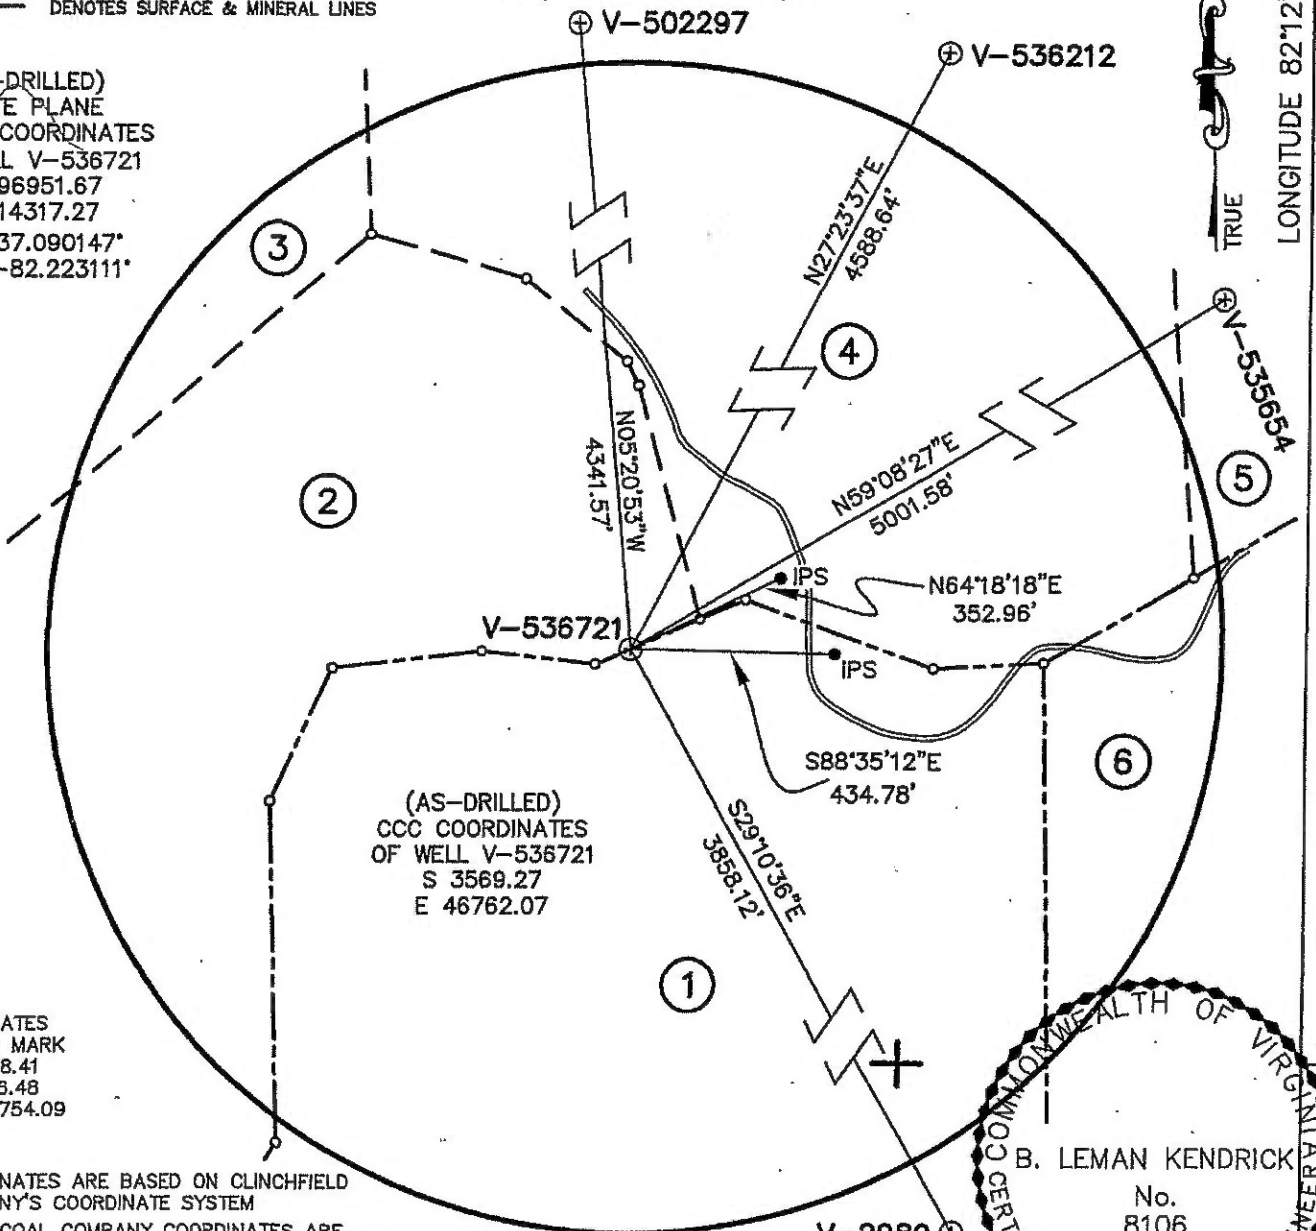 DENOTES SURFACE & MINERAL LINES
V-502297
V-536212
-DRILLED)
E PLANE
COORDINATES
L V-536721
96951.67
14317.27
37.090147°
-82.223111°
TRUE
LONGITUDE 82°12'
3
N27°23'37"E
4588.64'
4
V-535654
5
2
N05°20'53"W
4341.57'
N59°08'27"E
5001.58'
IPS
N64°18'18"E
352.96'
V-536721
IPS
S88°35'12"E
434.78'
6
(AS-DRILLED)
CCC COORDINATES
OF WELL V-536721
S 3569.27
E 46762.07
S29°10'36"E
3858.12'
1
ATES
MARK
8.41
6.48
754.09
COMMONWEALTH OF VIRGINIA
B. LEMAN KENDRICK
No.
8106
CERT
NATES ARE BASED ON CLINCHFIELD
NY'S COORDINATE SYSTEM
COAL COMPANY COORDINATES ARE